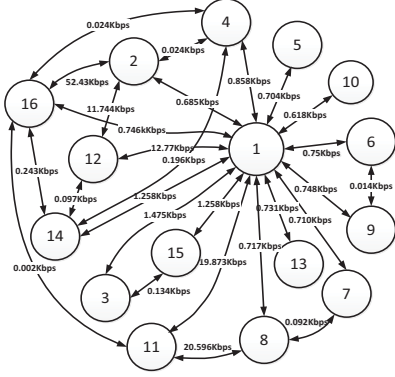 4
0.024Kbps
5
2
0.024Kbps
10
0.858Kbps
52.43Kbps
0.704Kbps
16
0.685Kbps
11.744Kbps
0.618Kbps
6
0.746kKbps
1
12.77Kbps
0.75Kbps
12
0.196Kbps
0.243Kbps
0.748Kbps
0.014Kbps
0.097Kbps
1.258Kbps
1.258Kbps
0.731Kbps
1.475Kbps
0.710Kbps
14
9
0.717Kbps
15
19.873Kbps
13
0.002Kbps
7
3
0.134Kbps
0.092Kbps
11
20.596Kbps
8